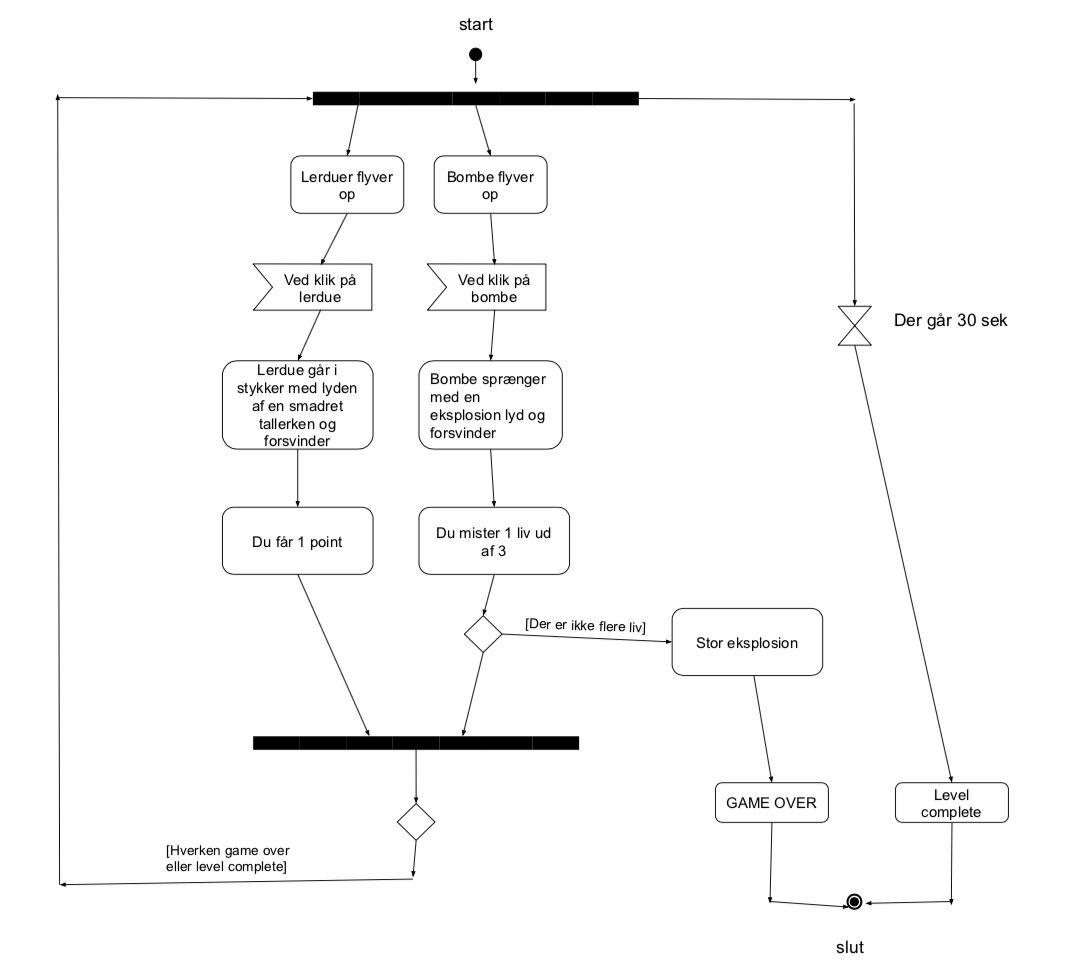 start
Lerduer flyver
op
Bombe flyver
op
Ved klik på
lerdue
Ved klik på
bombe
Der går 30 sek
Lerdue går i
stykker med lyden
af en smadret
tallerken og
forsvinder
Bombe sprænger
med en
eksplosion lyd og
forsvinder
Du får 1 point
Du mister 1 liv ud
af 3
[Der er ikke flere liv]
Stor eksplosion
GAME OVER
Level
complete
[Hverken game over
eller level complete]
slut